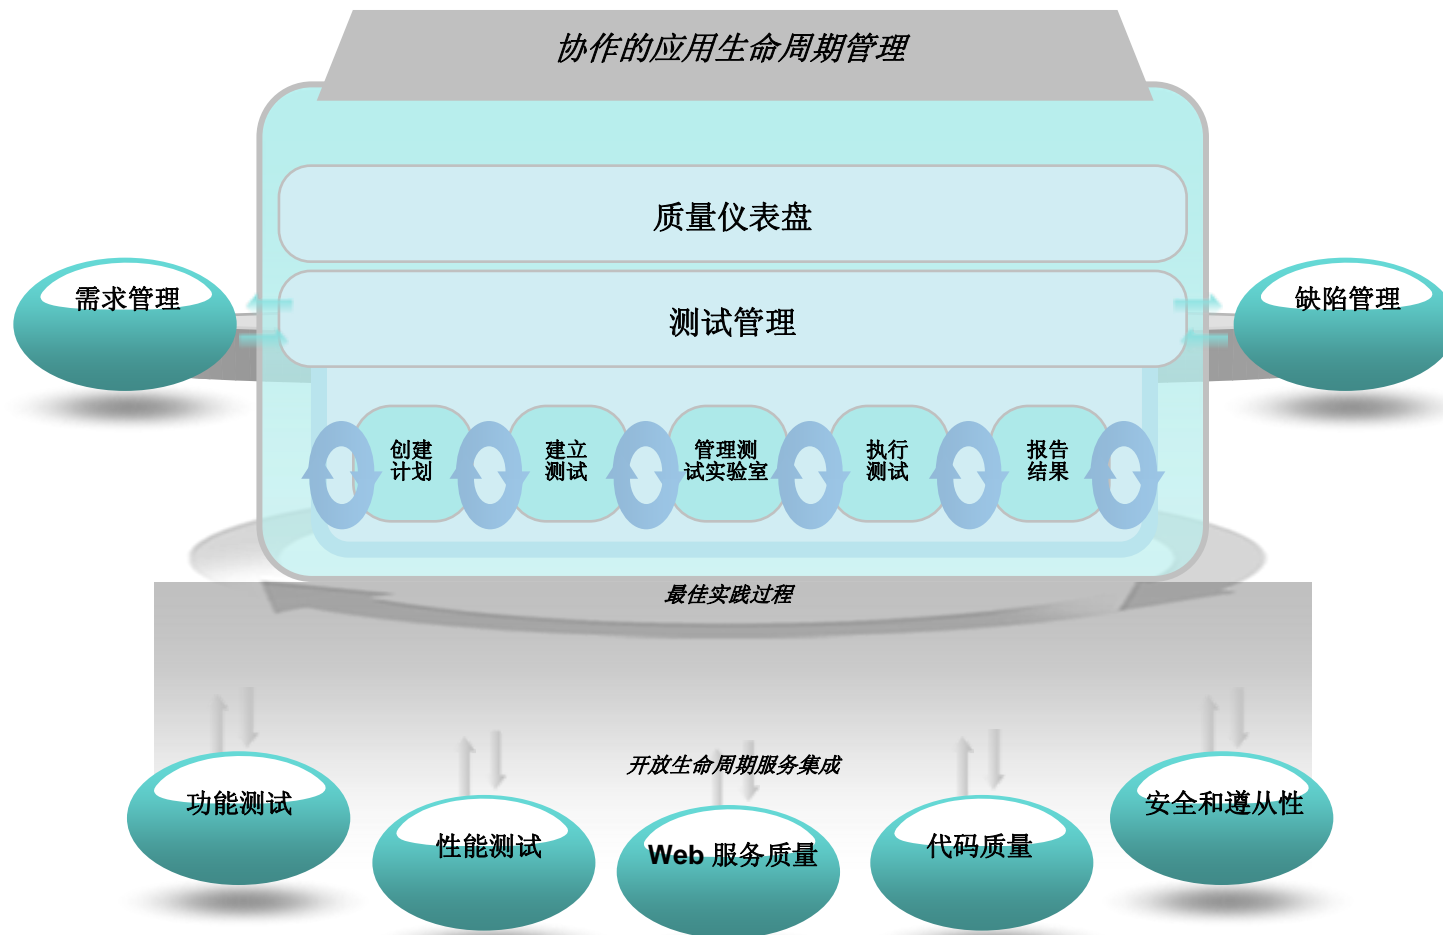 协作的应用生命周期管理
质量仪表盘
需求管理
测试管理
缺陷管理
创建
计划
建立
测试
管理测
试实验室
执行
测试
报告
结果
最佳实践过程
开放生命周期服务集成
功能测试
性能测试
Web 服务质量
代码质量
安全和遵从性